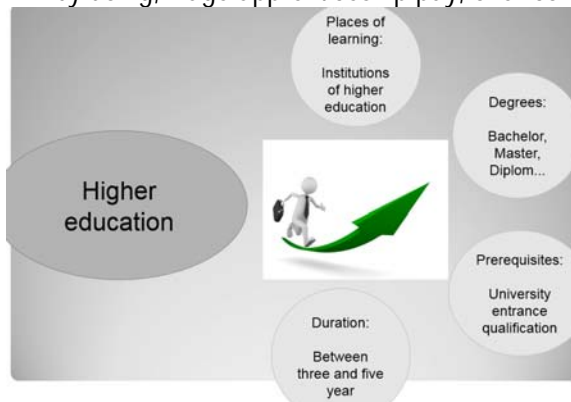 Places of
learning:
Institutions
of higher
education
Degrees:
Bachelor,
Master,
Diplom...
Higher
education
Prerequisites:
University
entrance
qualification
Duration:
Between
three and five
year